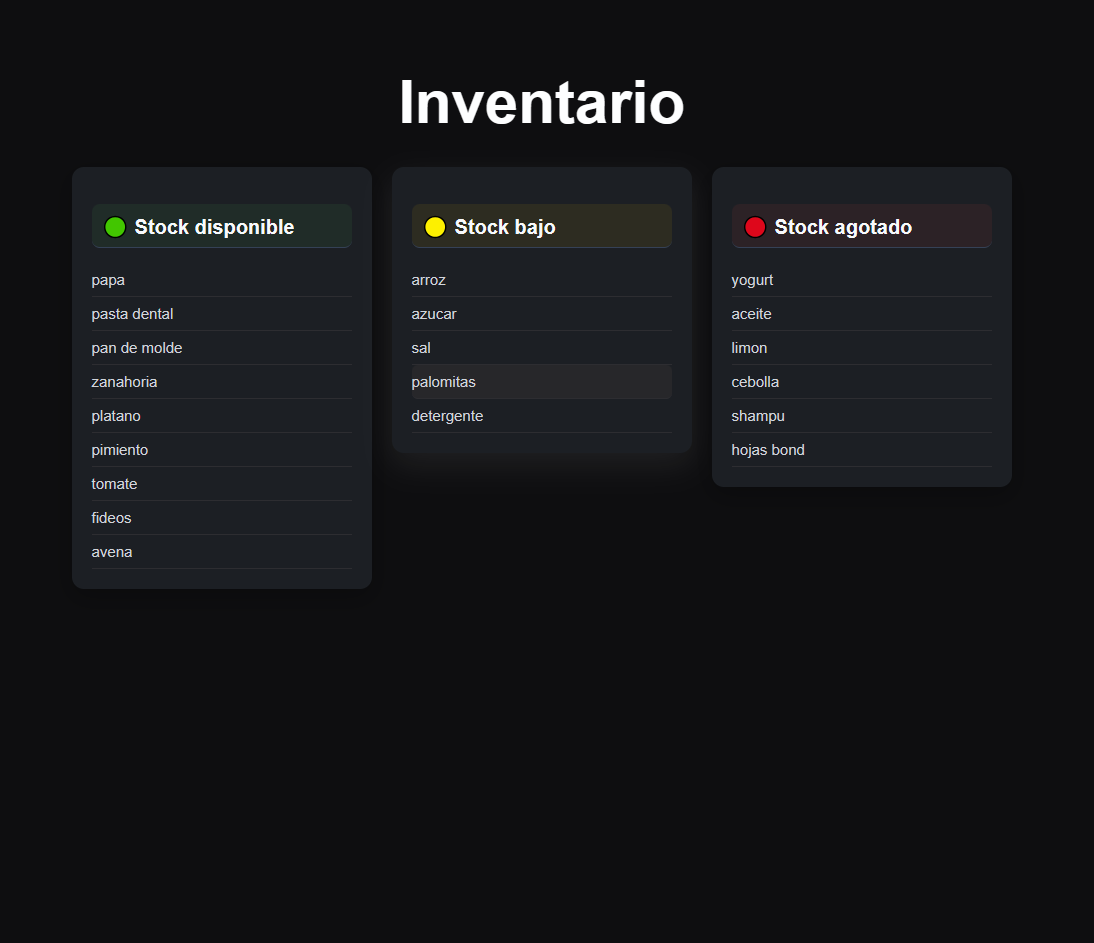 Inventario
Stock disponible
papa
pasta dental
pan de molde
zanahoria
platano
pimiento
tomate
fideos
avena
Stock bajo
arroz
azucar
sal
palomitas
detergente
Stock agotado
yogurt
aceite
limon
cebolla
shampu
hojas bond